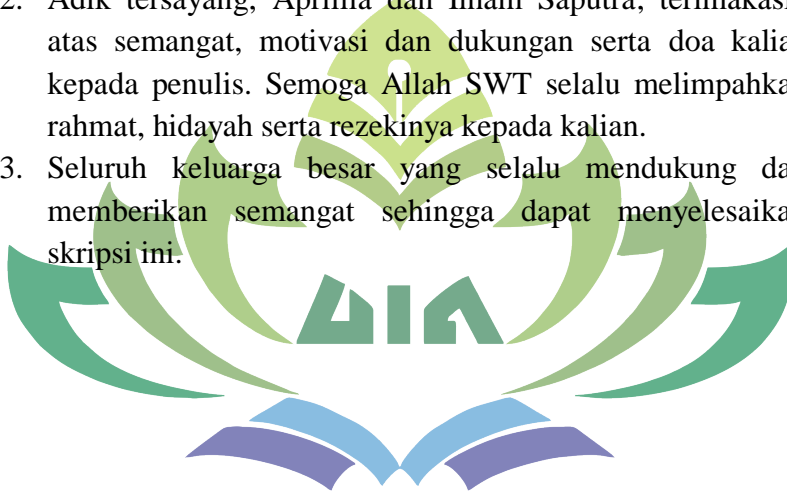 2. Adik tersayang, Aprilia dan Imam Saputra, terimakasi
atas semangat, motivasi dan dukungan serta doa kalia
kepada penulis. Semoga Allah SWT selalu melimpahka
rahmat, hidayah serta rezekinya kepada kalian.
3. Seluruh keluarga besar yang selalu mendukung da
memberikan semangat sehingga dapat menyelesaika
skripsi ini.
UIN